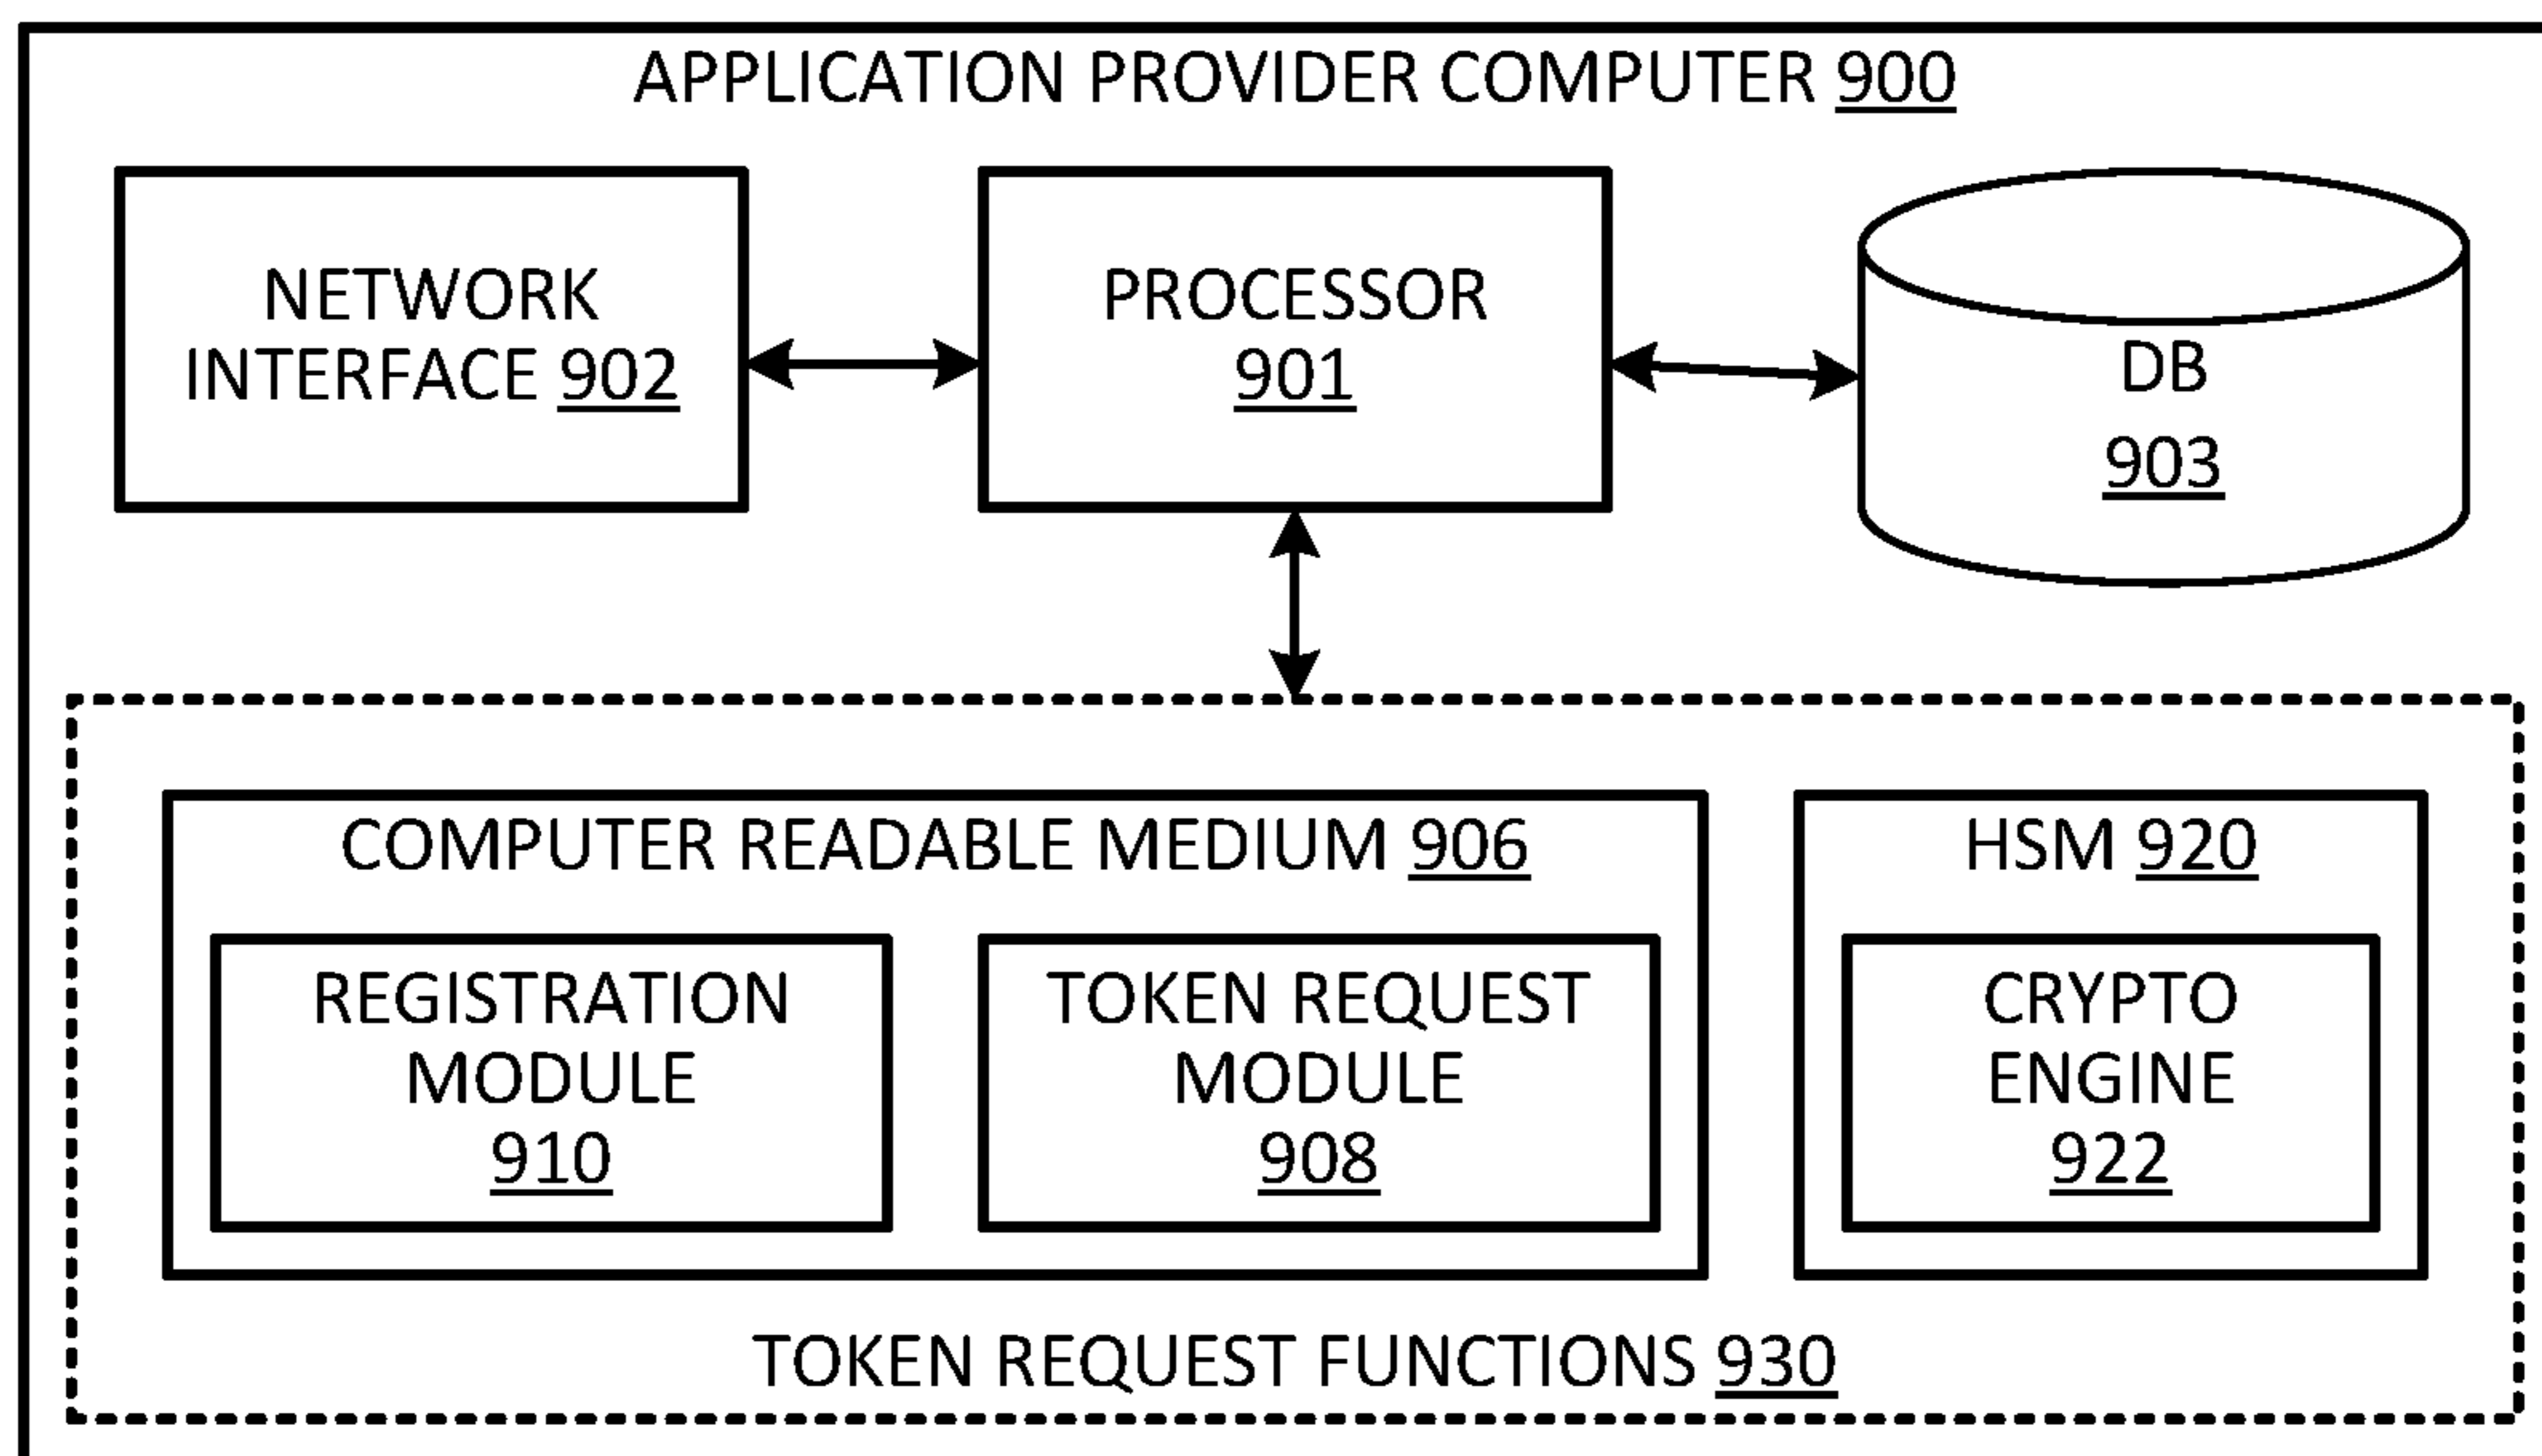 APPLICATION PROVIDER COMPUTER 900
NETWORK
INTERFACE 902
PROCESSOR
901
DB
903
COMPUTER READABLE MEDIUM 906
HSM 920
REGISTRATION
MODULE
910
TOKEN REQUEST
MODULE
908
CRYPTO
ENGINE
922
TOKEN REQUEST FUNCTIONS 930